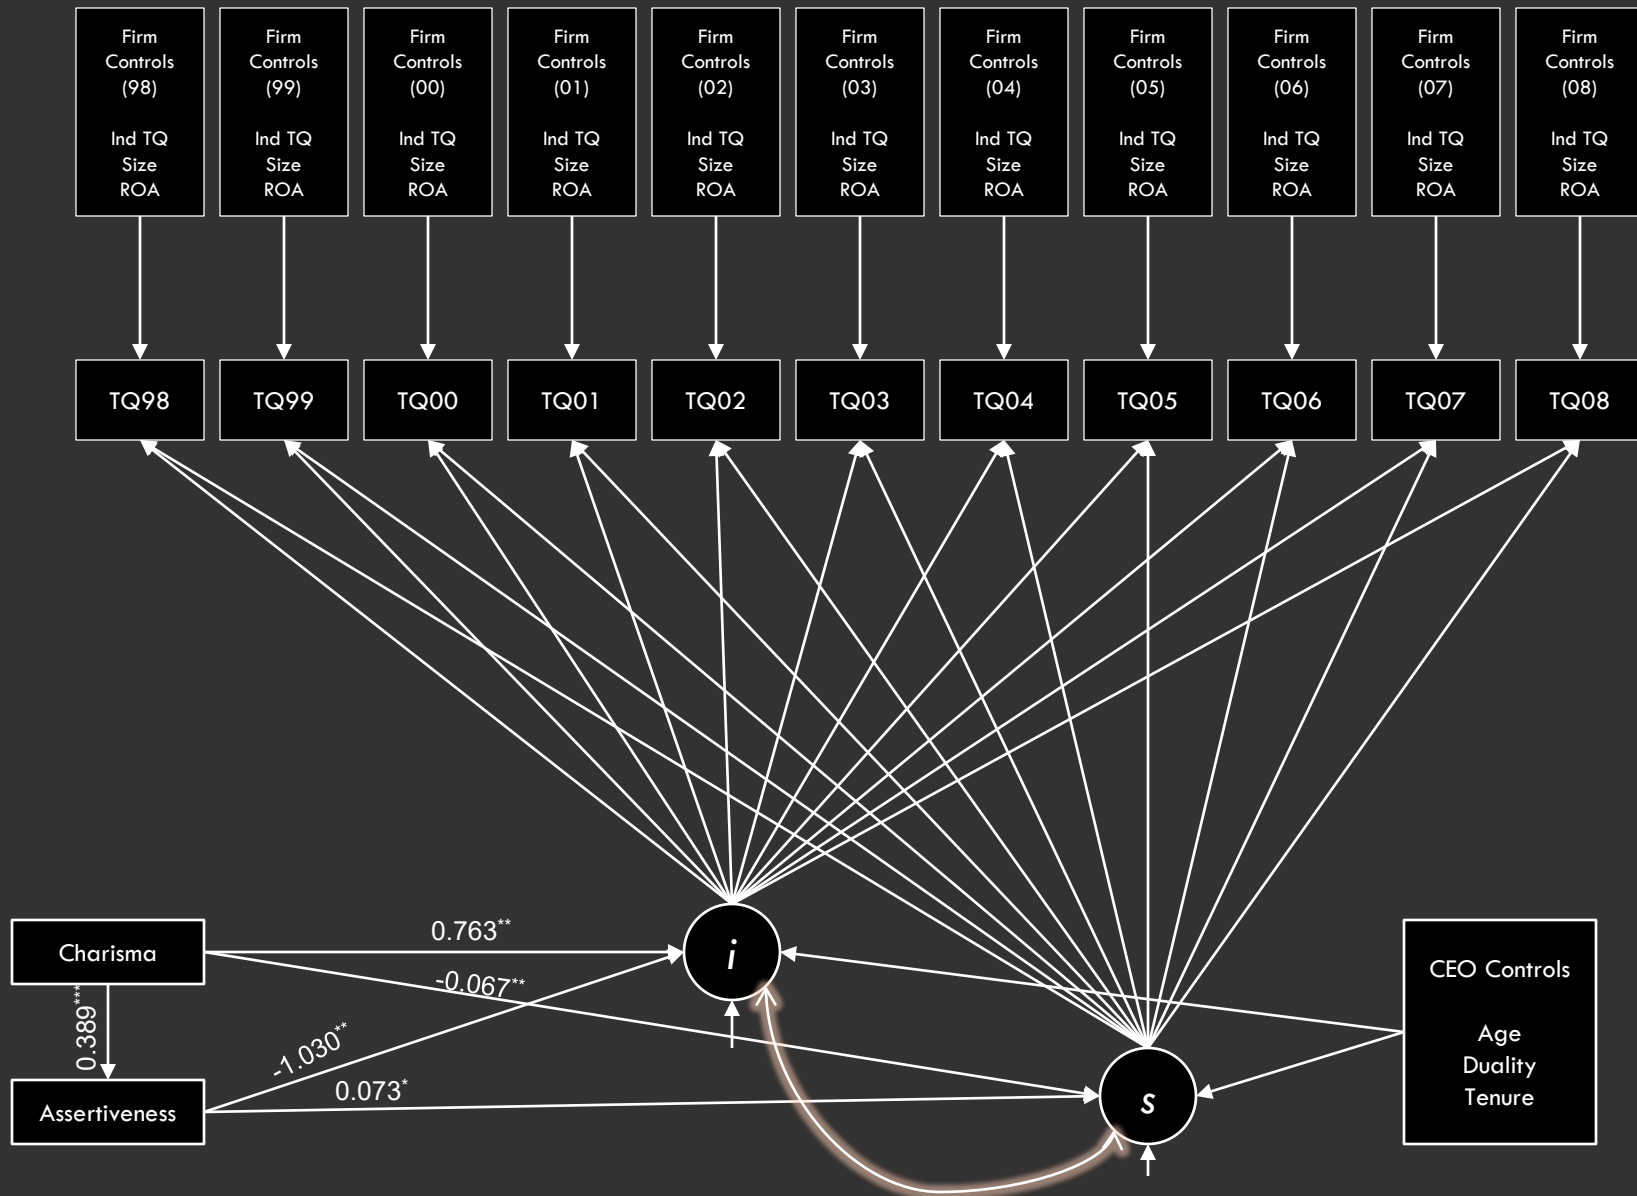 Firm
Controls
(98)
Ind TQ
Size
ROA
Firm
Controls
(99)
Ind TQ
Size
ROA
Firm
Controls
(00)
Ind TQ
Size
ROA
Firm
Controls
(01)
Ind TQ
Size
ROA
Firm
Controls
(02)
Ind TQ
Size
ROA
Firm
Controls
(03)
Ind TQ
Size
ROA
Firm
Controls
(04)
Ind TQ
Size
ROA
Firm
Controls
(05)
Ind TQ
Size
ROA
Firm
Controls
(06)
Ind TQ
Size
ROA
Firm
Controls
(07)
Ind TQ
Size
ROA
Firm
Controls
(08)
Ind TQ
Size
ROA
TQ98
TQ99
TQ00
TQ01
TQ02
TQ03
TQ04
TQ05
TQ06
TQ07
TQ08
Charisma
0.763**
-0.067**
0.389***
-1.030**
0.073*
Assertiveness
i
s
CEO Controls
Age
Duality
Tenure